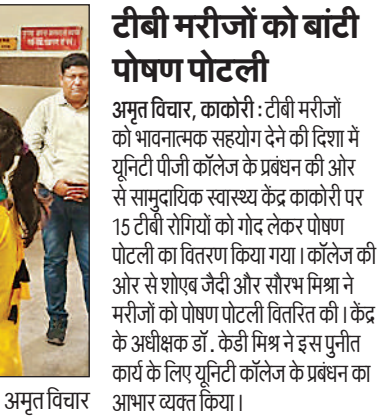 टीबी मरीजों को बांटी
पोषण पोटली
अमृत विचार, काकोरी : टीबी मरीजों
को भावनात्मक सहयोग देने की दिशा में
यूनिटी पीजी कॉलेज के प्रबंधन की ओर
से सामुदायिक स्वास्थ्य केंद्र काकोरी पर
15 टीबी रोगियों को गोद लेकर पोषण
पोटली का वितरण किया गया। कॉलेज की
ओर से शोएब जैदी और सौरभ मिश्रा ने
मरीजों को पोषण पोटली वितरित की। केंद्र
के अधीक्षक डॉ. केडी मिश्र ने इस पुनीत
कार्य के लिए यूनिटी कॉलेज के प्रबंधन का
आभार व्यक्त किया।
अमृत विचार